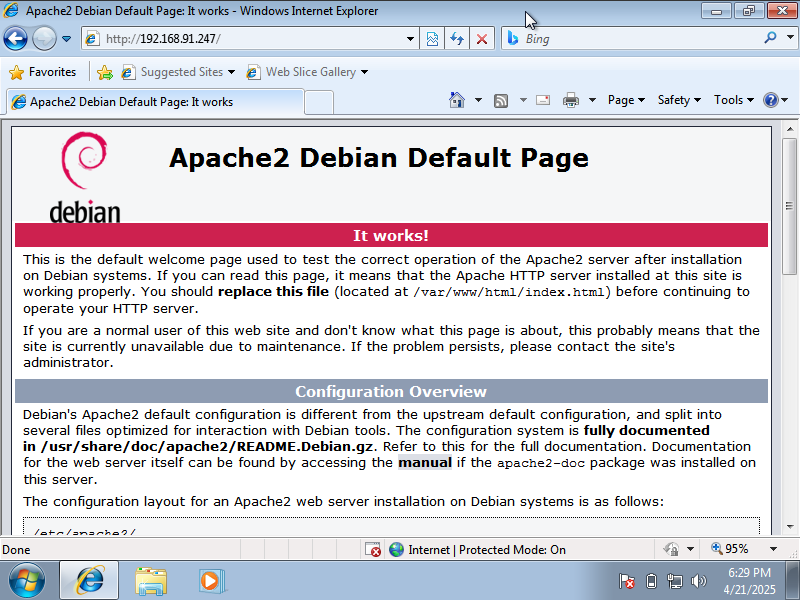 Apache2 Debian Default Page: It works - Windows Internet Explorer
http://192.168.91.247/
Bing
Favorites
Suggested Sites
Web Slice Gallery
Apache2 Debian Default Page: It works
Page
Safety
Tools
debian
Apache2 Debian Default Page
It works!
This is the default welcome page used to test the correct operation of the Apache2 server after installation
on Debian systems. If you can read this page, it means that the Apache HTTP server installed at this site is
working properly. You should replace this file (located at /var/www/html/index.html) before continuing to
operate your HTTP server.
If you are a normal user of this web site and don't know what this page is about, this probably means that the
site is currently unavailable due to maintenance. If the problem persists, please contact the site's
administrator.
Configuration Overview
Debian's Apache2 default configuration is different from the upstream default configuration, and split into
several files optimized for interaction with Debian tools. The configuration system is fully documented
in /usr/share/doc/apache2/README.Debian.gz. Refer to this for the full documentation. Documentation
for the web server itself can be found by accessing the manual if the apache2-doc package was installed on
this server.
The configuration layout for an Apache2 web server installation on Debian systems is as follows:
/etc/apache2/
Done
Internet | Protected Mode: On
95%
6:29 PM
4/21/2025